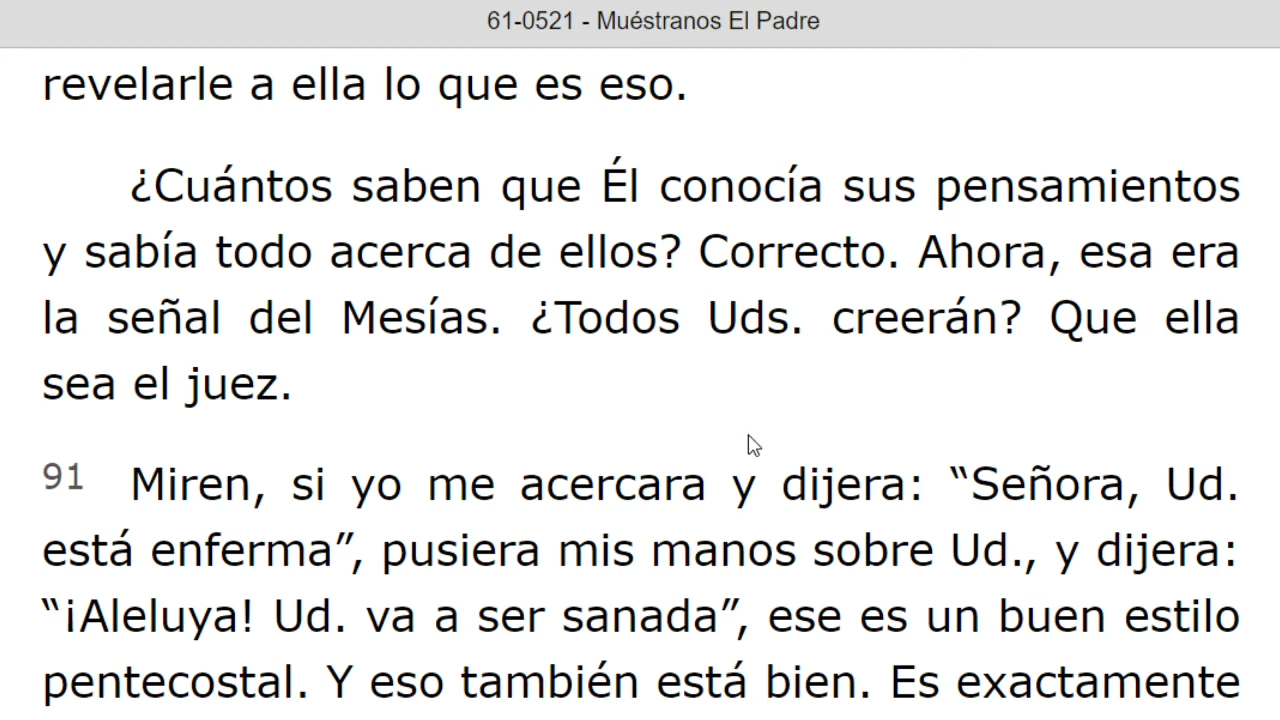 61-0521 - Muéstranos El Padre
revelarle a ella lo que es eso.
¿Cuántos saben que Él conocía sus pensamientos
y sabía todo acerca de ellos? Correcto. Ahora, esa era
la señal del Mesías. ¿Todos Uds. creerán? Que ella
sea el juez.
91 Miren, si yo me acercara y dijera: “Señora, Ud.
está enferma”, pusiera mis manos sobre Ud., y dijera:
“¡Aleluya! Ud. va a ser sanada”, ese es un buen estilo
pentecostal. Y eso también está bien. Es exactamente